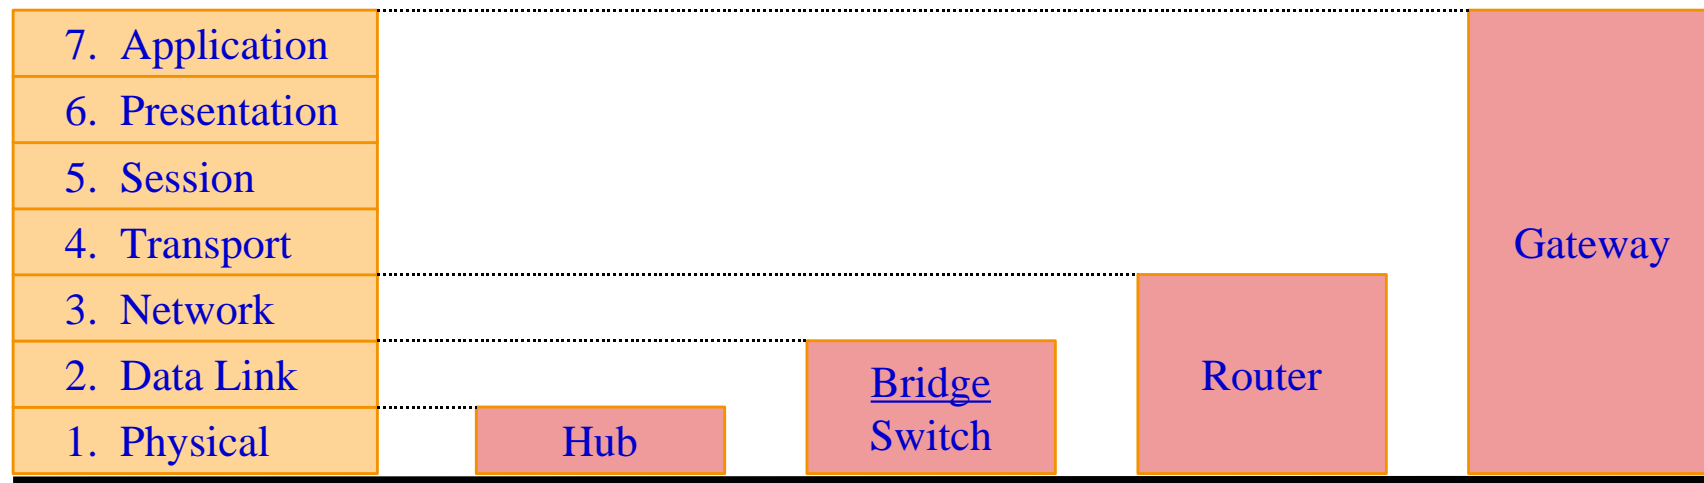 7. Application
6. Presentation
5. Session
4. Transport
3. Network
2. Data Link
1. Physical
Hub
Bridge
Switch
Router
Gateway